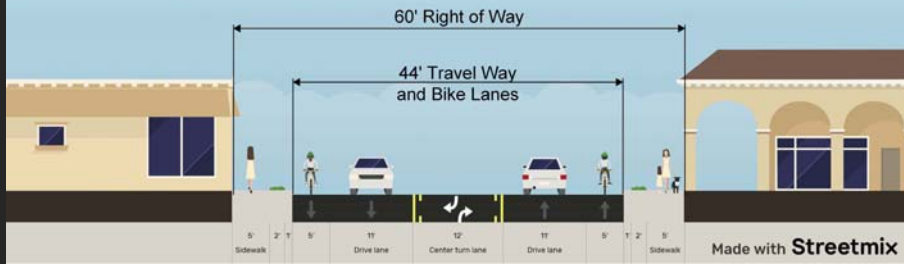 60' Right of Way
44' Travel Way
and Bike Lanes
5' 2' 1' 5' 11' 12' 11' 5' 1' 2' 5'
Sidewalk Drive lane Center turn lane Drive lane Sidewalk
Made with Streetmix